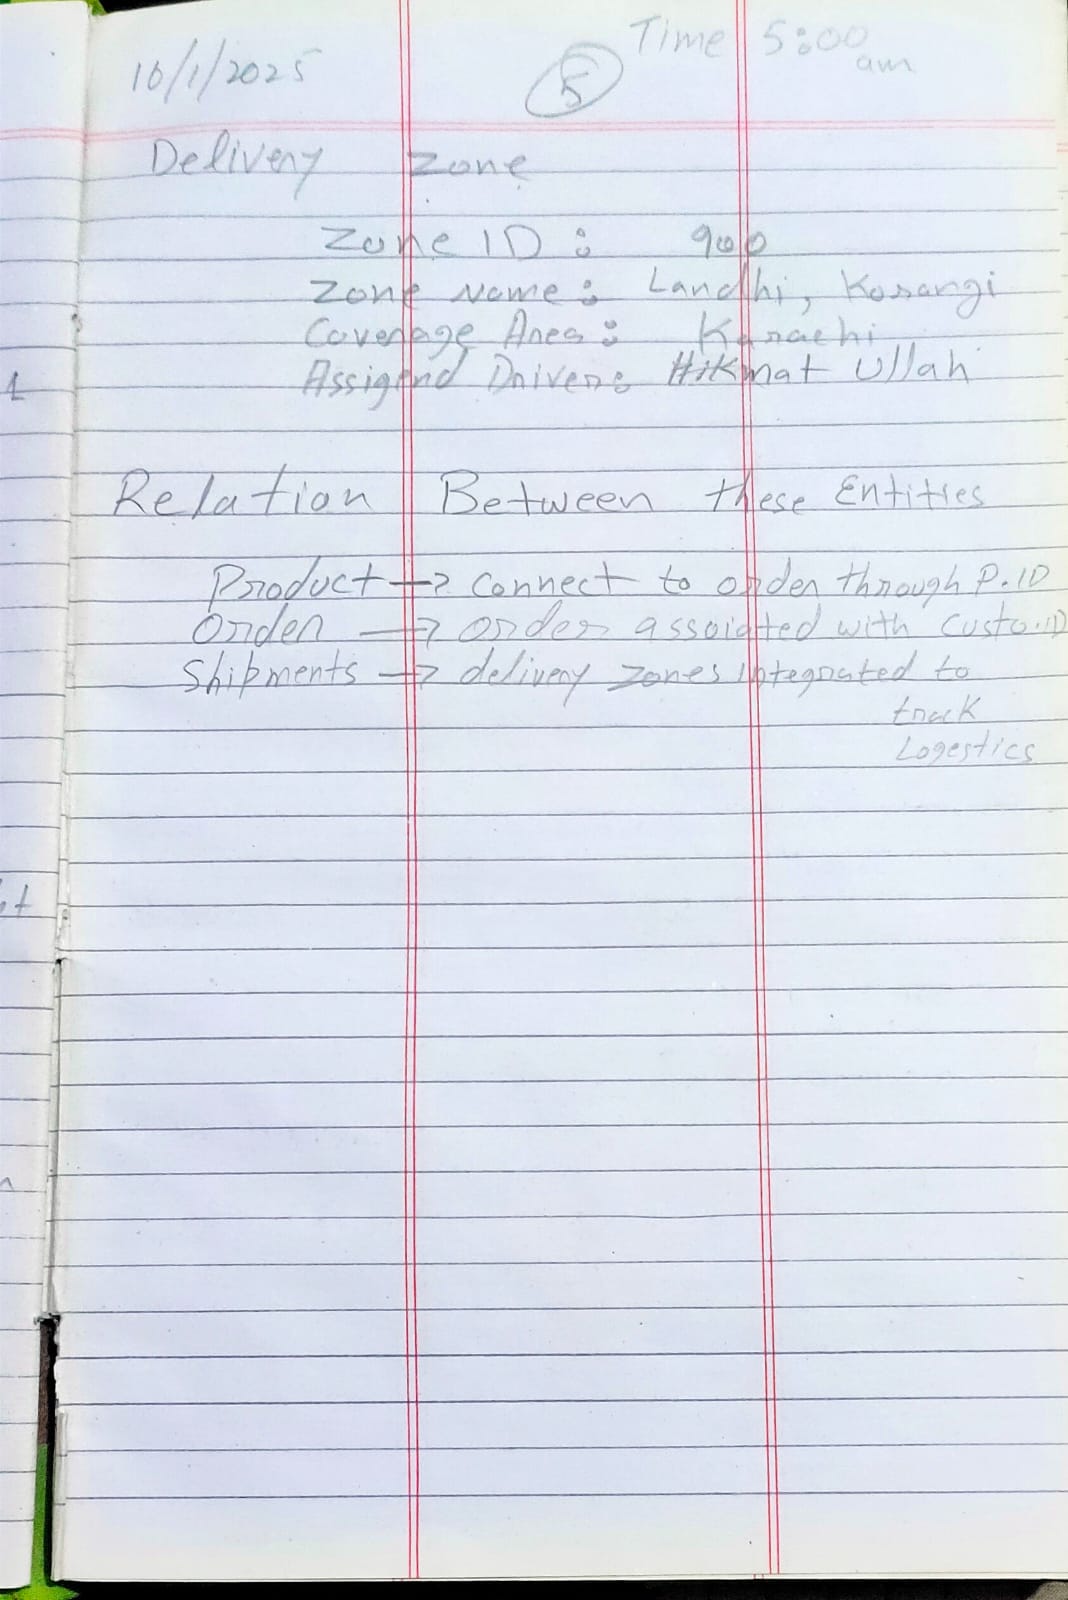 16/1/2025
5
Time 5:00 am
Delivery Zone
Zone ID : 900
Zone Name : Landhi, Korangi
Coverage Area : Karachi
Assigend Driver : Hikmat Ullah
Relation Between these Entities
Product → Connect to order through P.ID
Order → order assoiated with Custo.ID
Shipments → delivery zones integrated to
track
Logestics